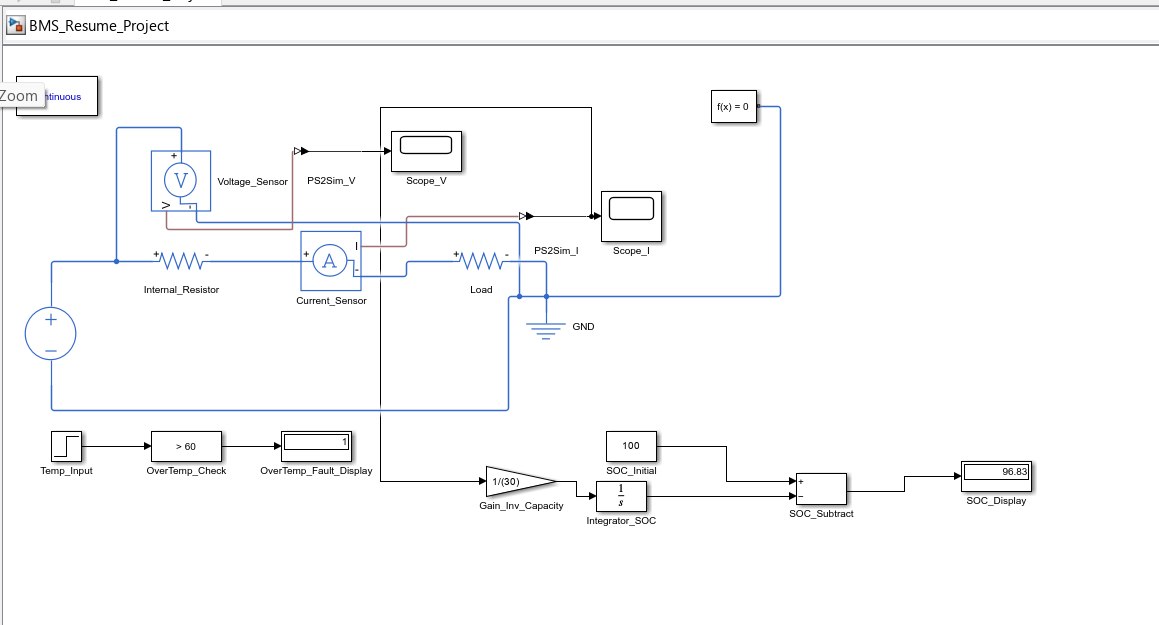 BMS_Resume_Project
Zoom
ntinuous
f(x) = 0
+
V
V
-
Voltage_Sensor
PS2Sim_V
Scope_V
PS2Sim_I
Scope_I
+
-
Internal_Resistor
+
A
I
-
Current_Sensor
+
-
Load
GND
+
−
Temp_Input
> 60
OverTemp_Check
1
OverTemp_Fault_Display
1/(30)
Gain_Inv_Capacity
1
s
Integrator_SOC
100
SOC_Initial
+
−
SOC_Subtract
96.83
SOC_Display